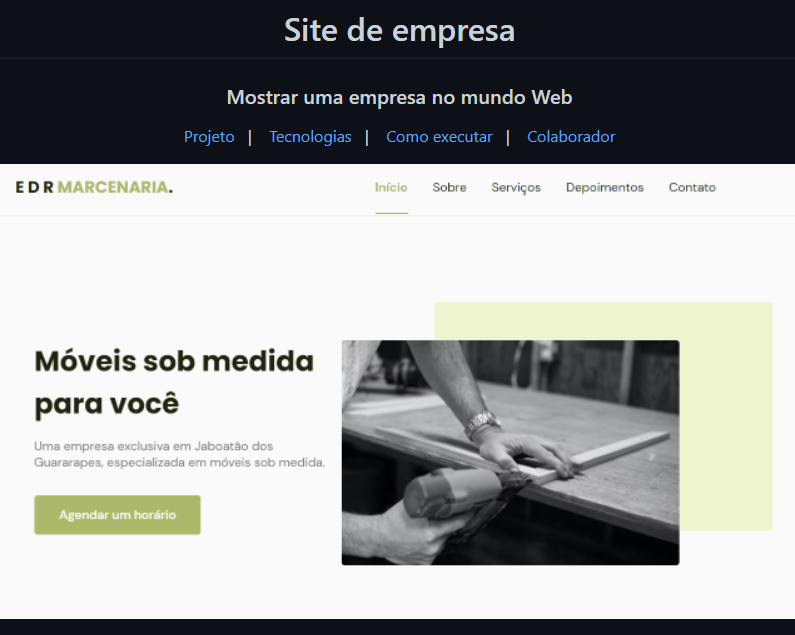 Site de empresa
Mostrar uma empresa no mundo Web
Projeto | Tecnologias | Como executar | Colaborador
EDR MARCENARIA.
Início Sobre Serviços Depoimentos Contato
Móveis sob medida
para você
Uma empresa exclusiva em Jaboatão dos
Guararapes, especializada em móveis sob medida.
Agendar um horário